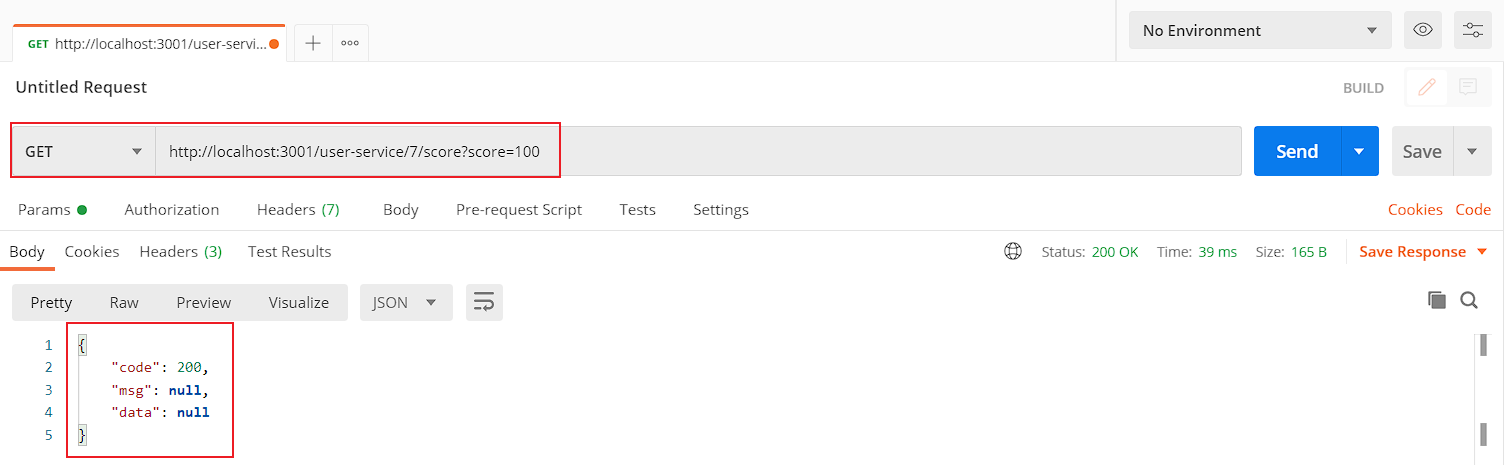 GET http://localhost:3001/user-servi...
No Environment
Untitled Request
BUILD
GET http://localhost:3001/user-service/7/score?score=100 Send Save
Params Authorization Headers (7) Body Pre-request Script Tests Settings Cookies Code
Body Cookies Headers (3) Test Results Status: 200 OK Time: 39 ms Size: 165 B Save Response
Pretty Raw Preview Visualize JSON
1 {
2 "code": 200,
3 "msg": null,
4 "data": null
5 }